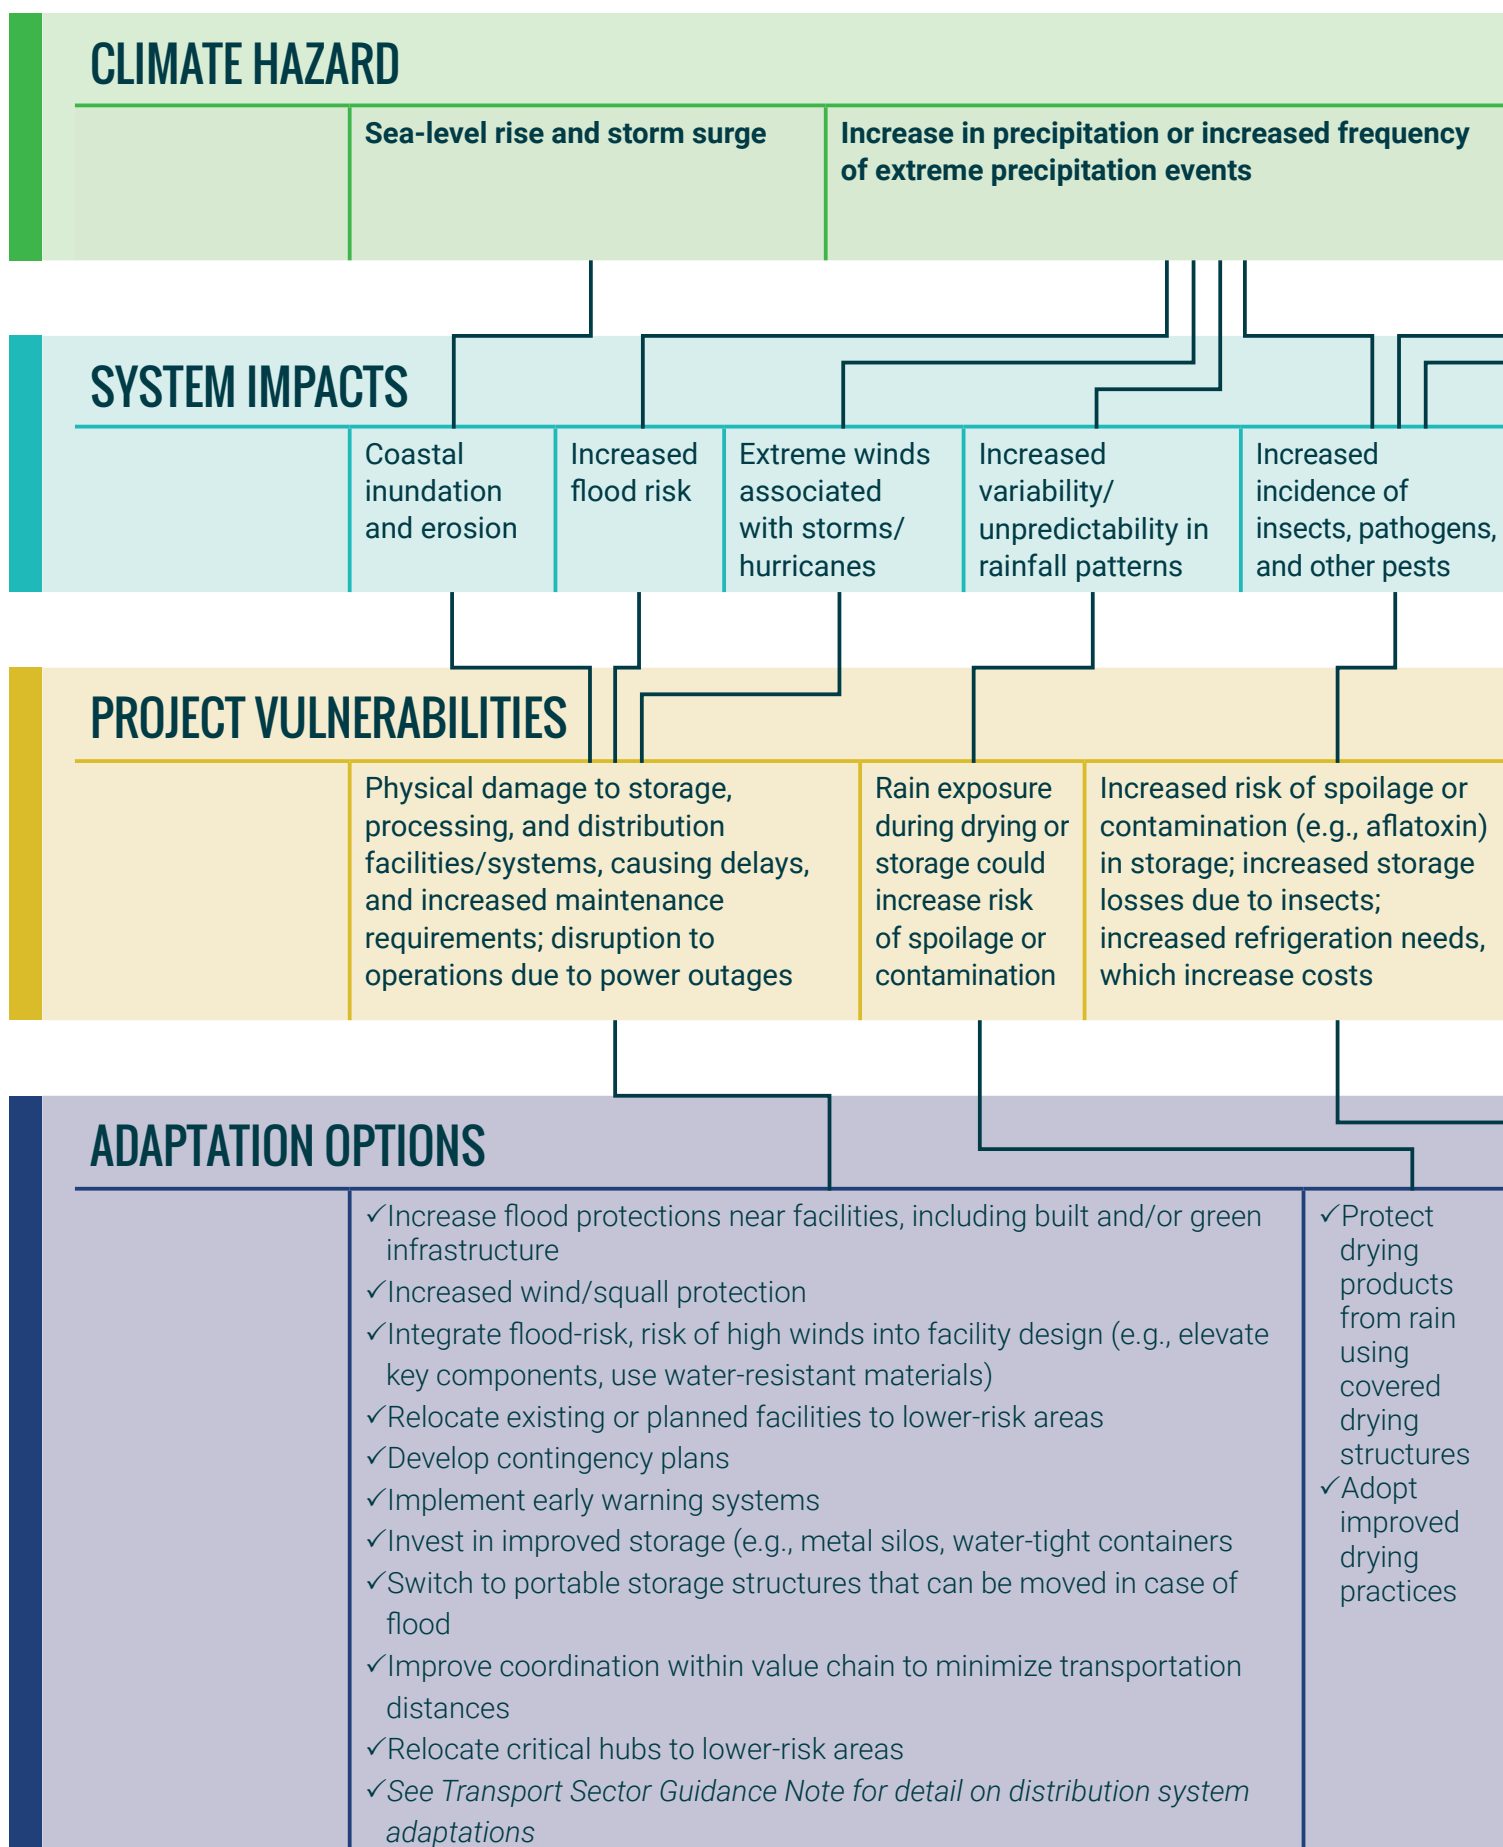 CLIMATE HAZARD
Sea-level rise and storm surge
Increase in precipitation or increased frequency
of extreme precipitation events
SYSTEM IMPACTS
Coastal
inundation
and erosion
Increased
flood risk
Extreme winds
associated
with storms/
hurricanes
Increased
variability/
unpredictability in
rainfall patterns
Increased
incidence of
insects, pathogens,
and other pests
PROJECT VULNERABILITIES
Physical damage to storage,
processing, and distribution
facilities/systems, causing delays,
and increased maintenance
requirements; disruption to
operations due to power outages
Rain exposure
during drying or
storage could
increase risk
of spoilage or
contamination
Increased risk of spoilage or
contamination (e.g., aflatoxin)
in storage; increased storage
losses due to insects;
increased refrigeration needs,
which increase costs
ADAPTATION OPTIONS
✓Increase flood protections near facilities, including built and/or green
infrastructure
✓Increased wind/squall protection
✓Integrate flood-risk, risk of high winds into facility design (e.g., elevate
key components, use water-resistant materials)
✓Relocate existing or planned facilities to lower-risk areas
✓Develop contingency plans
✓Implement early warning systems
✓Invest in improved storage (e.g., metal silos, water-tight containers
✓Switch to portable storage structures that can be moved in case of
flood
✓Improve coordination within value chain to minimize transportation
distances
✓Relocate critical hubs to lower-risk areas
✓See Transport Sector Guidance Note for detail on distribution system
adaptations
✓Protect
drying
products
from rain
using
covered
drying
structures
✓Adopt
improved
drying
practices